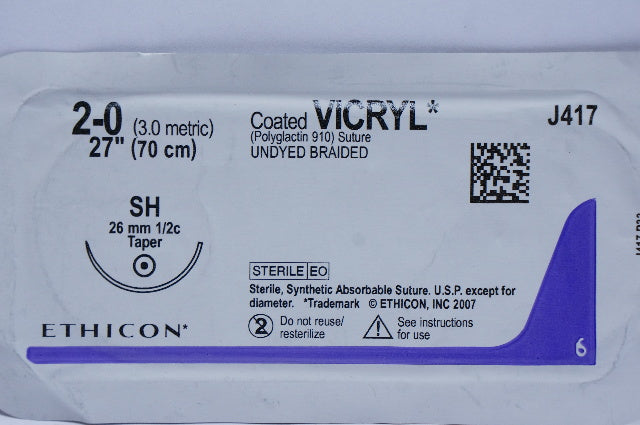 2-0 (3.0 metric)
27" (70 cm)
Coated VICRYL*
(Polyglactin 910) Suture
UNDYED BRAIDED
J417
SH
26 mm 1/2c
Taper
STERILE EO
Sterile, Synthetic Absorbable Suture. U.S.P. except for
diameter. *Trademark © ETHICON, INC 2007
2 Do not reuse/
resterilize
See instructions
for use
ETHICON*
6